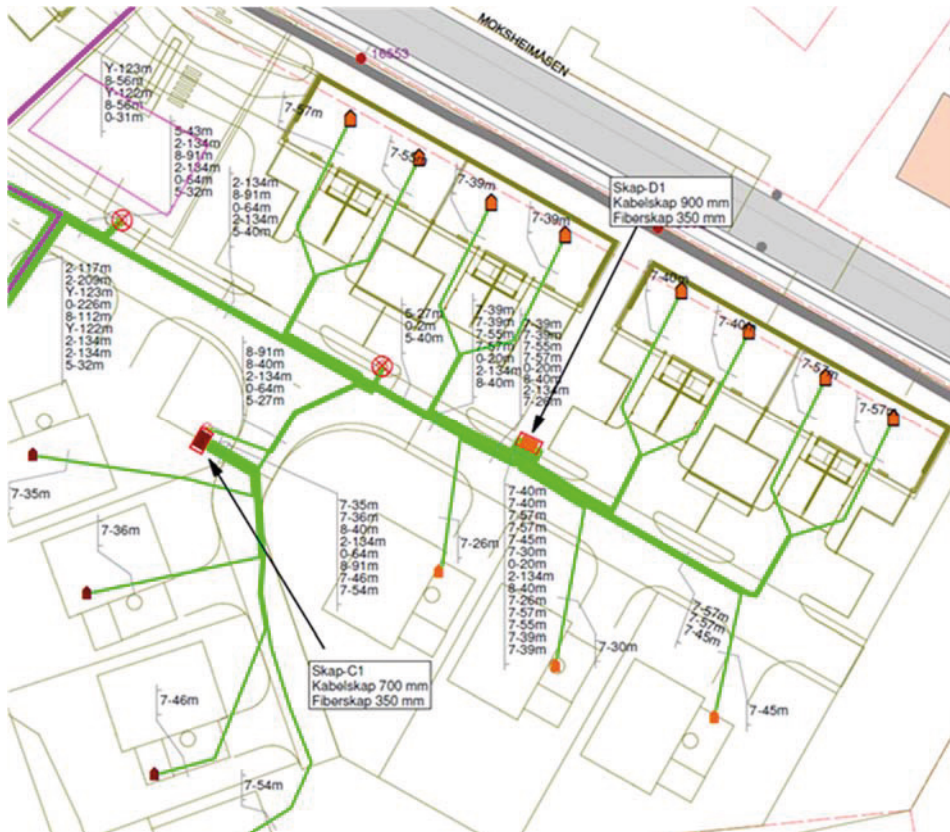 MOKSHEIMÅSEN
16553
Y-123m
8-56m
Y-122m
8-56m
0-31m
5-43m
2-134m
8-91m
2-134m
0-64m
5-32m
2-134m
8-91m
0-64m
2-134m
5-40m
7-57m
7-55m
7-39m
7-39m
Skap-D1
Kabelskap 900 mm
Fiberskap 350 mm
7-40m
7-40m
7-57m
7-57m
2-117m
2-209m
Y-123m
0-226m
8-112m
Y-122m
2-134m
2-134m
5-32m
5-27m
0-2m
5-40m
7-39m
7-39m
7-55m
7-57m
0-20m
2-134m
8-40m
7-39m
7-39m
7-55m
7-57m
0-20m
8-40m
2-134m
7-26m
8-91m
8-40m
2-134m
0-64m
5-27m
7-35m
7-36m
7-35m
7-36m
8-40m
2-134m
0-64m
8-91m
7-46m
7-54m
7-26m
7-40m
7-40m
7-57m
7-57m
7-45m
7-30m
0-20m
2-134m
8-40m
7-26m
7-57m
7-55m
7-39m
7-39m
7-30m
7-57m
7-57m
7-45m
7-45m
Skap-C1
Kabelskap 700 mm
Fiberskap 350 mm
7-46m
7-54m